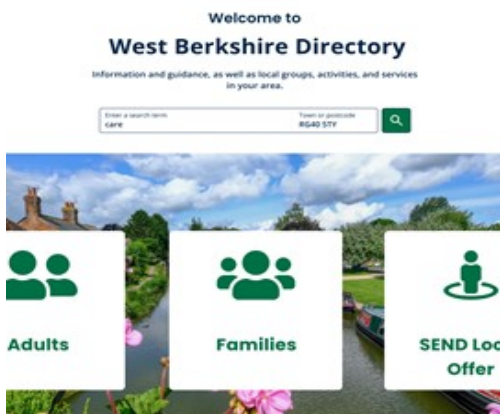 Welcome to
West Berkshire Directory
Information and guidance, as well as local groups, activities, and services
in your area.
Enter a search term
care
Town or postcode
RG40 5TY
Adults
Families
SEND Loc
Offer